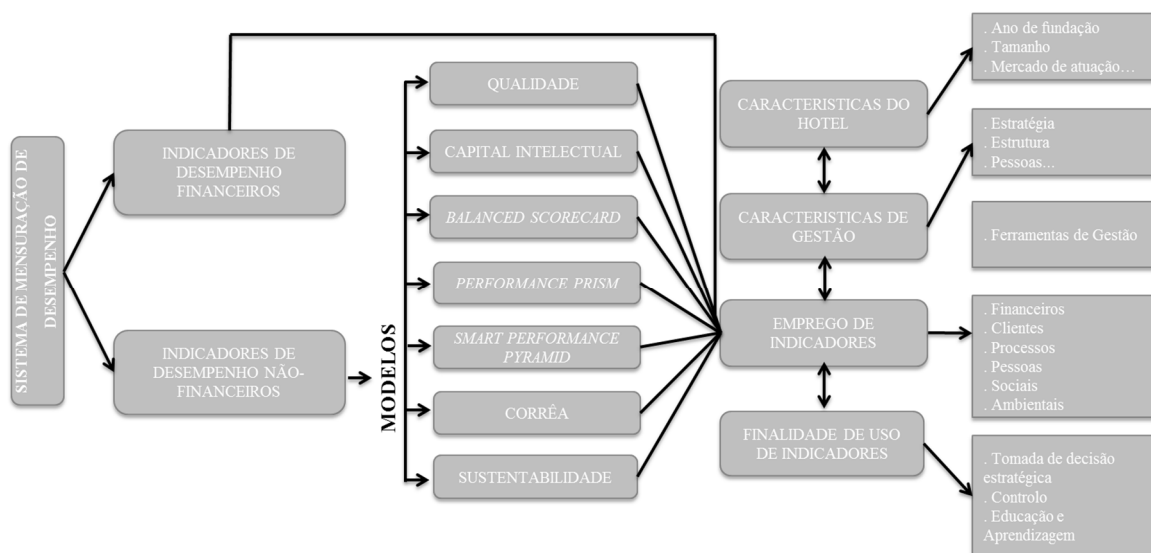 SISTEMA DE MENSURAÇÃO DE
DESEMPENHO
INDICADORES DE
DESEMPENHO
FINANCEIROS
INDICADORES DE
DESEMPENHO NÃO-
FINANCEIROS
MODELOS
QUALIDADE
CAPITAL INTELECTUAL
BALANCED SCORECARD
PERFORMANCE PRISM
SMART PERFORMANCE
PYRAMID
CORRÊA
SUSTENTABILIDADE
CARACTERISTICAS DO
HOTEL
CARACTERISTICAS DE
GESTÃO
EMPREGO DE
INDICADORES
FINALIDADE DE USO
DE INDICADORES
. Ano de fundação
. Tamanho
. Mercado de atuação…
. Estratégia
. Estrutura
. Pessoas...
. Ferramentas de Gestão
. Financeiros
. Clientes
. Processos
. Pessoas
. Sociais
. Ambientais
. Tomada de decisão
estratégica
. Controlo
. Educação e
Aprendizagem